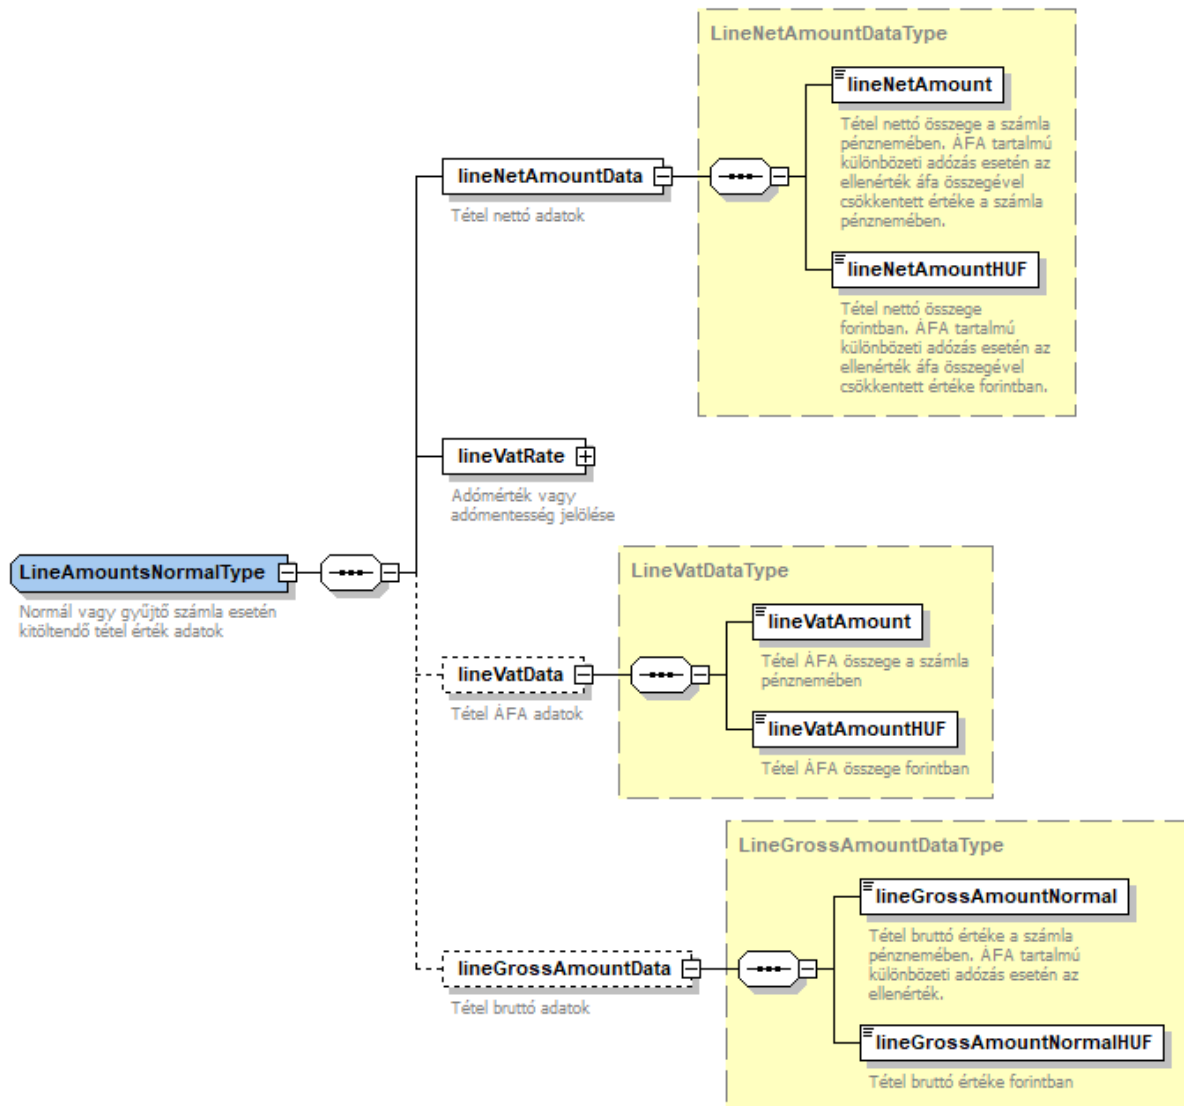 LineNetAmountDataType
lineNetAmount
Tétel nettó összege a számla
pénznemében. ÁFA tartalmú
különbözeti adózás esetén az
ellenérték áfa összegével
csökkentett értéke a számla
pénznemében.
lineNetAmountData
Tétel nettó adatok
lineNetAmountHUF
Tétel nettó összege
forintban. ÁFA tartalmú
különbözeti adózás esetén az
ellenérték áfa összegével
csökkentett értéke forintban.
lineVatRate
Adómérték vagy
adómentesség jelölése
LineAmountsNormalType
Normál vagy gyűjtő számla esetén
kitöltendő tétel érték adatok
LineVatDataType
lineVatAmount
Tétel ÁFA összege a számla
pénznemében
lineVatData
Tétel ÁFA adatok
lineVatAmountHUF
Tétel ÁFA összege forintban
LineGrossAmountDataType
lineGrossAmountNormal
Tétel bruttó értéke a számla
pénznemében. ÁFA tartalmú
különbözeti adózás esetén az
ellenérték.
lineGrossAmountData
Tétel bruttó adatok
lineGrossAmountNormalHUF
Tétel bruttó értéke forintban